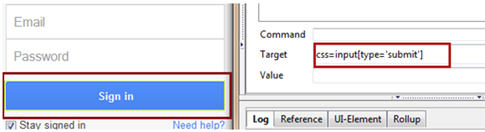 Email
Password
Sign in
Stay signed in
Need help?
Command
Target
css=input[type='submit']
Value
Log
Reference
UI-Element
Rollup